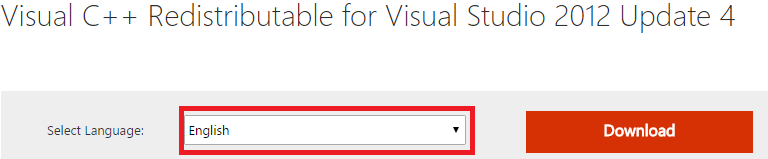 Visual C++ Redistributable for Visual Studio 2012 Update 4
Select Language: English Download